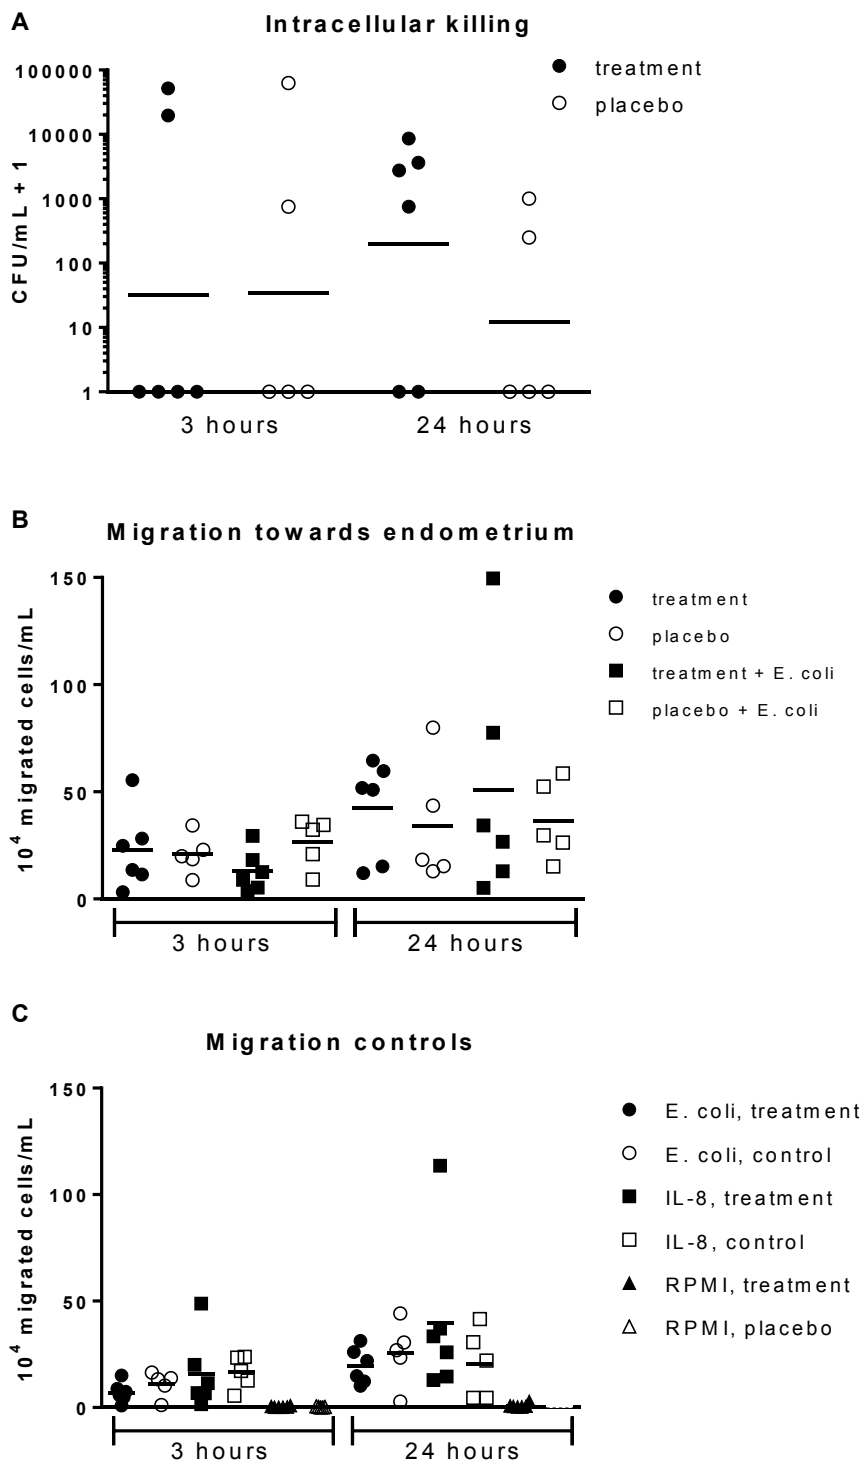 A
Intracellular killing
CFU/mL + 1
100000
10000
1000
100
10
1
3 hours
24 hours
treatment
placebo
B
Migration towards endometrium
10⁴ migrated cells/mL
150
100
50
0
3 hours
24 hours
treatment
placebo
treatment + E. coli
placebo + E. coli
C
Migration controls
10⁴ migrated cells/mL
150
100
50
0
3 hours
24 hours
E. coli, treatment
E. coli, control
IL-8, treatment
IL-8, control
RPMI, treatment
RPMI, placebo